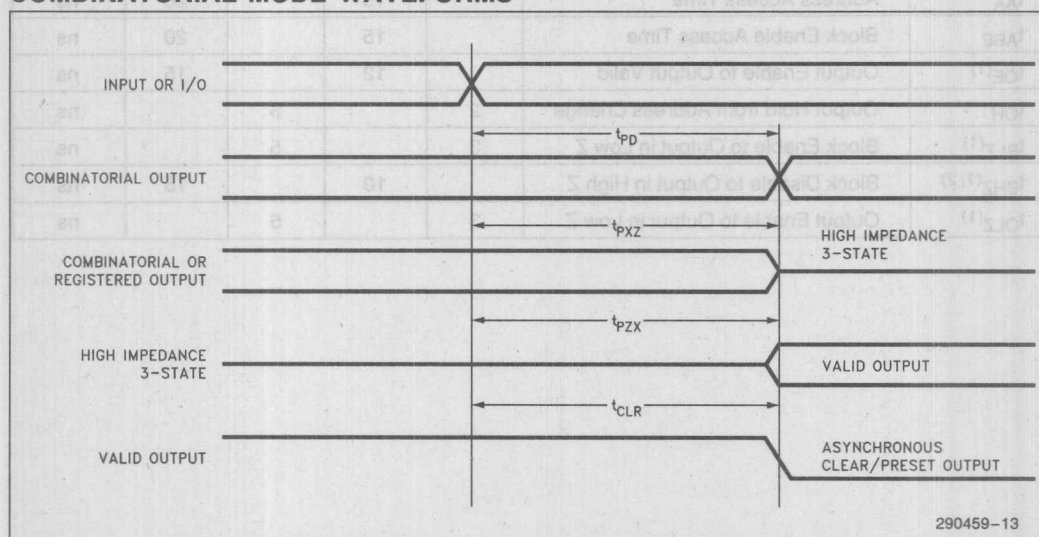 COMBINATORIAL MODE WAVEFORMS
Address Access Time
Block Enable Access Time 15 20 ns
Output Enable to Output Valid 12 15 ns
Output Hold from Address Change 5 ns
Block Enable to Output in Low Z 5 ns
Block Disable to Output in High Z 10 ns
Output Enable to Output in Low Z 5 ns
INPUT OR I/O
tPD
COMBINATORIAL OUTPUT
tPXZ
HIGH IMPEDANCE
3-STATE
COMBINATORIAL OR
REGISTERED OUTPUT
tPZX
HIGH IMPEDANCE
3-STATE
VALID OUTPUT
tCLR
VALID OUTPUT
ASYNCHRONOUS
CLEAR/PRESET OUTPUT
290459-13